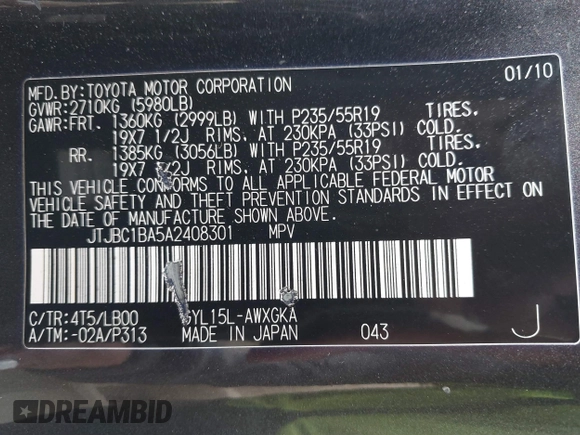 MFD.BY:TOYOTA MOTOR CORPORATION 01/10
GVWR:2710KG (5980LB)
GAWR:FRT. 1360KG (2999LB) WITH P235/55R19 TIRES.
19X7 1/2J RIMS. AT 230KPA (33PSI) COLD.
RR. 1385KG (3056LB) WITH P235/55R19 TIRES.
19X7 1/2J RIMS. AT 230KPA (33PSI) COLD.
THIS VEHICLE CONFORMS TO ALL APPLICABLE FEDERAL MOTOR
VEHICLE SAFETY AND THEFT PREVENTION STANDARDS IN EFFECT ON
THE DATE OF MANUFACTURE SHOWN ABOVE.
JTJBC1BA5A2408301 MPV
C/TR:4T5/LB00 GYL15L-AWXGKA
A/TM:-02A/P313 MADE IN JAPAN 043 J
DREAMBID